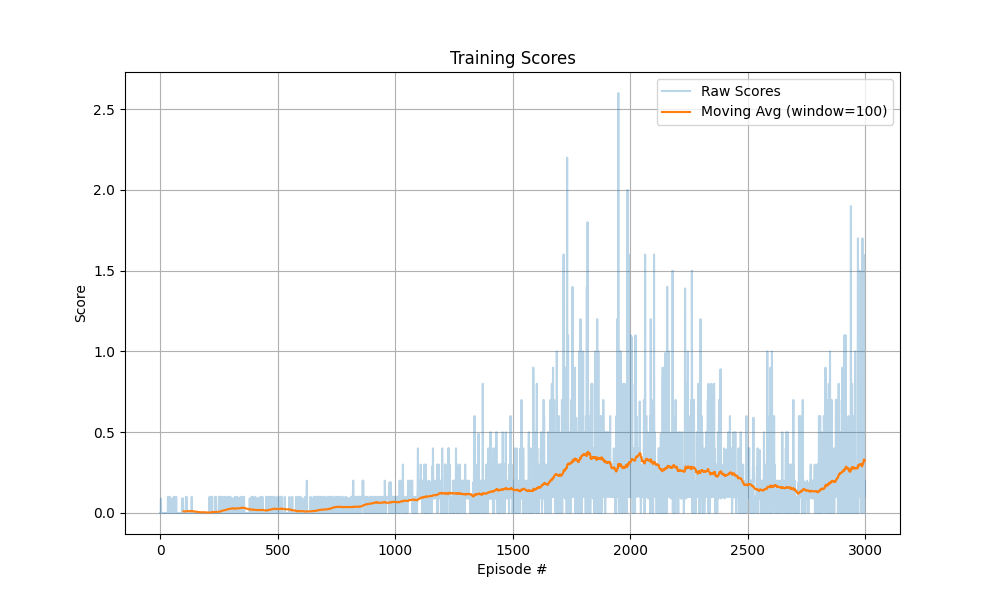 Training Scores
Raw Scores
Moving Avg (window=100)
2.5
2.0
1.5
1.0
0.5
0.0
Score
0 500 1000 1500 2000 2500 3000
Episode #